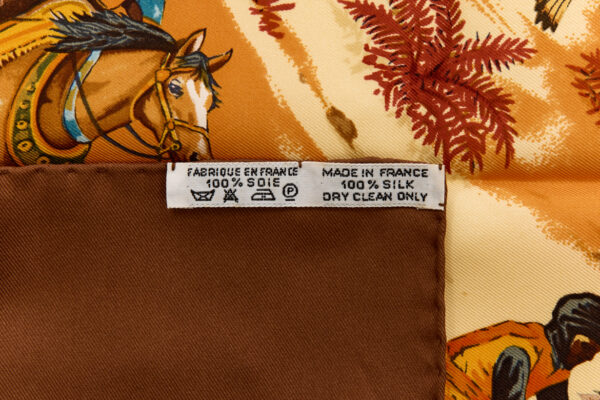 FABRIQUE EN FRANCE
100% SOIE
P
MADE IN FRANCE
100% SILK
DRY CLEAN ONLY